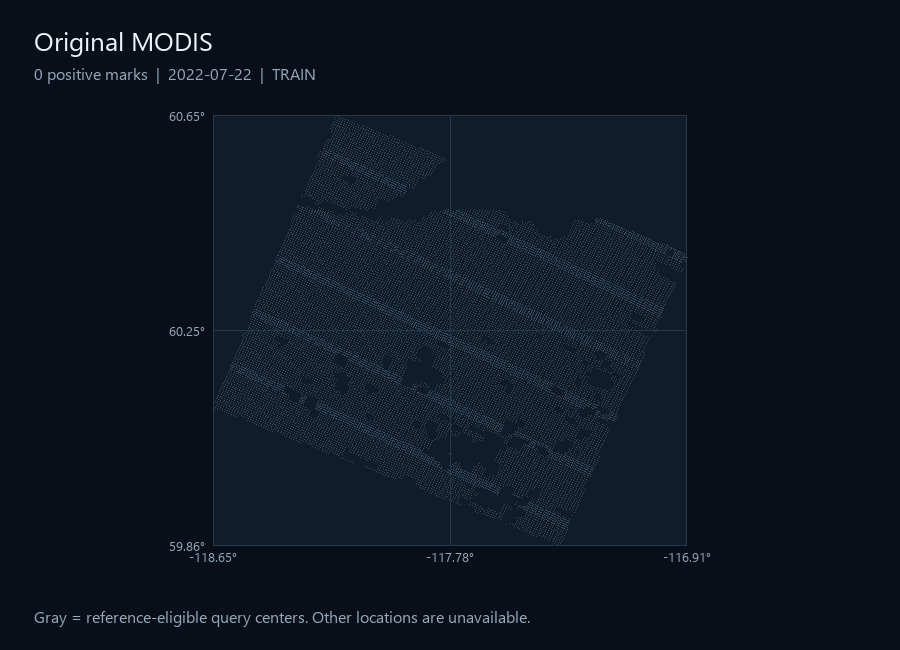 Original MODIS
0 positive marks | 2022-07-22 | TRAIN
60.65°
60.25°
59.86°
-118.65°
-117.78°
-116.91°
Gray = reference-eligible query centers. Other locations are unavailable.